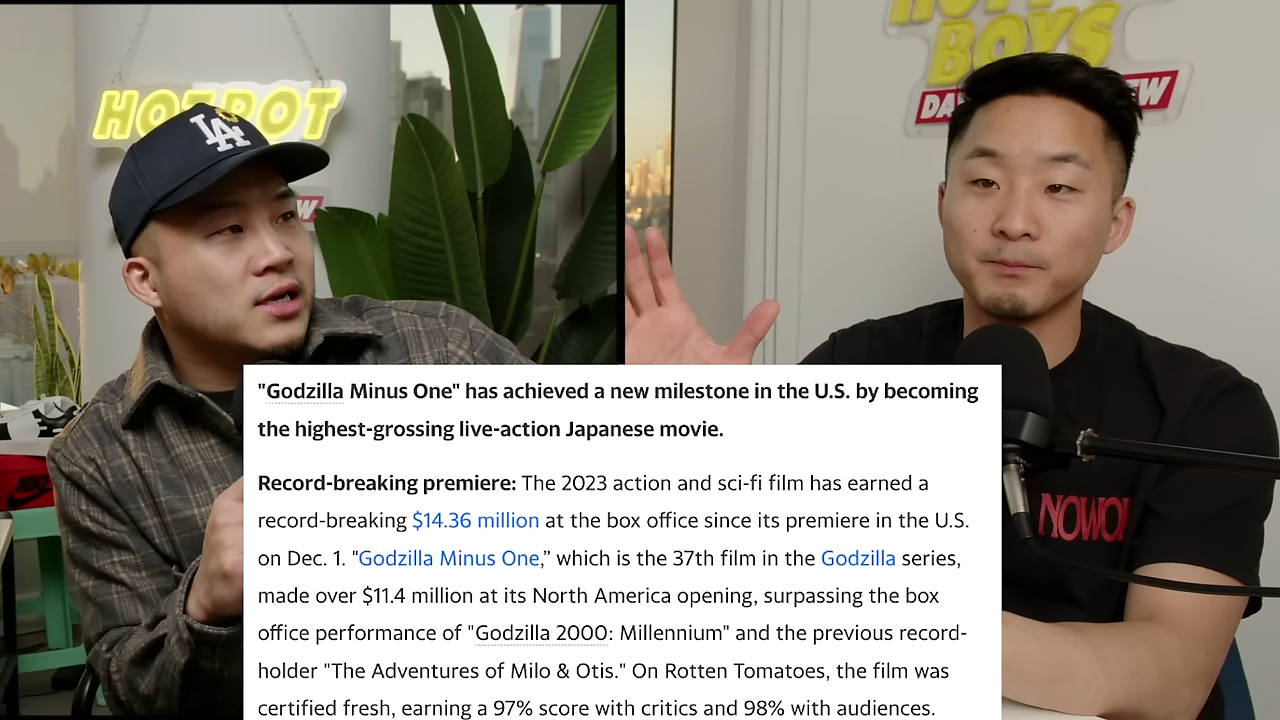 HOTPOT
LA
W
BOYS
DA
EW
NOWO
"Godzilla Minus One" has achieved a new milestone in the U.S. by becoming
the highest-grossing live-action Japanese movie.
Record-breaking premiere: The 2023 action and sci-fi film has earned a
record-breaking $14.36 million at the box office since its premiere in the U.S.
on Dec. 1. "Godzilla Minus One,” which is the 37th film in the Godzilla series,
made over $11.4 million at its North America opening, surpassing the box
office performance of "Godzilla 2000: Millennium" and the previous record-
holder "The Adventures of Milo & Otis." On Rotten Tomatoes, the film was
certified fresh, earning a 97% score with critics and 98% with audiences.